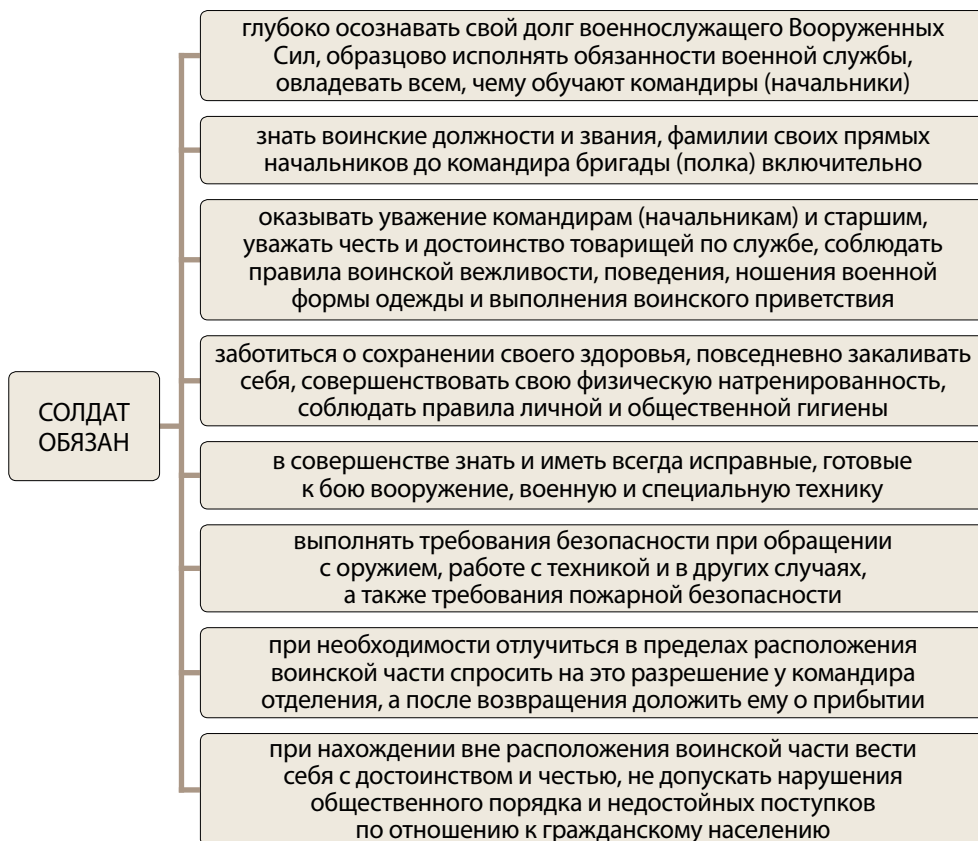 глубоко осознавать свой долг военнослужащего Вооруженных
Сил, образцово исполнять обязанности военной службы,
овладевать всем, чему обучают командиры (начальники)
знать воинские должности и звания, фамилии своих прямых
начальников до командира бригады (полка) включительно
оказывать уважение командирам (начальникам) и старшим,
уважать честь и достоинство товарищей по службе, соблюдать
правила воинской вежливости, поведения, ношения военной
формы одежды и выполнения воинского приветствия
заботиться о сохранении своего здоровья, повседневно закаливать
себя, совершенствовать свою физическую натренированность,
соблюдать правила личной и общественной гигиены
СОЛДАТ
ОБЯЗАН
в совершенстве знать и иметь всегда исправные, готовые
к бою вооружение, военную и специальную технику
выполнять требования безопасности при обращении
с оружием, работе с техникой и в других случаях,
а также требования пожарной безопасности
при необходимости отлучиться в пределах расположения
воинской части спросить на это разрешение у командира
отделения, а после возвращения доложить ему о прибытии
при нахождении вне расположения воинской части вести
себя с достоинством и честью, не допускать нарушения
общественного порядка и недостойных поступков
по отношению к гражданскому населению